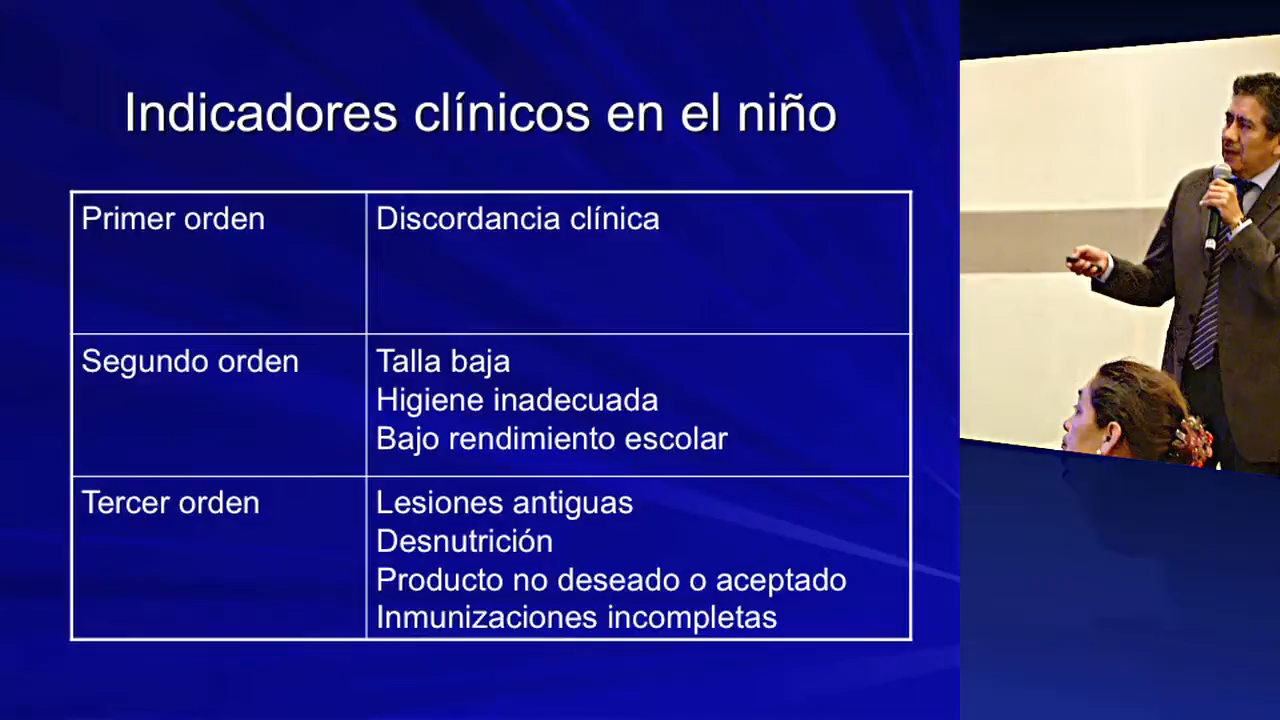 Indicadores clínicos en el niño
Primer orden
Discordancia clínica
Segundo orden
Talla baja
Higiene inadecuada
Bajo rendimiento escolar
Tercer orden
Lesiones antiguas
Desnutrición
Producto no deseado o aceptado
Inmunizaciones incompletas